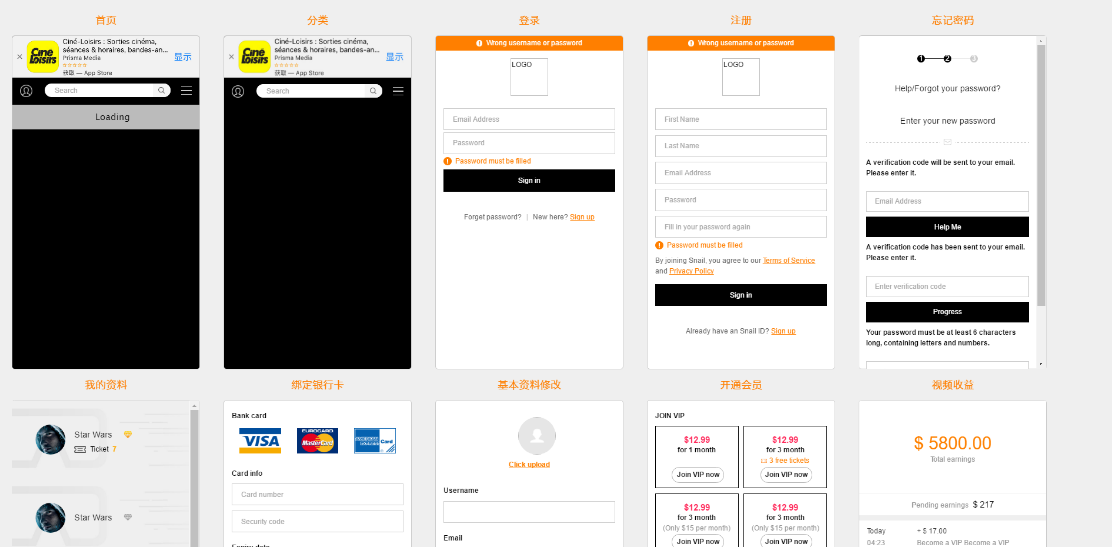 首页
Ciné-Loisirs : Sorties cinéma,
séances & horaires, bandes-an...
Prisma Media
获取 — App Store
显示
Ciné
Loisirs
Search
Loading
分类
Ciné-Loisirs : Sorties cinéma,
séances & horaires, bandes-an...
Prisma Media
获取 — App Store
显示
Ciné
Loisirs
Search
登录
Wrong username or password
LOGO
Email Address
Password
Password must be filled
Sign in
Forget password? | New here? Sign up
注册
Wrong username or password
LOGO
First Name
Last Name
Email Address
Password
Fill in your password again
Password must be filled
By joining Snail, you agree to our Terms of Service
and Privacy Policy
Sign in
Already have an Snail ID? Sign up
忘记密码
1 2 3
Help/Forgot your password?
Enter your new password
A verification code will be sent to your email.
Please enter it.
Email Address
Help Me
A verification code has been sent to your email.
Please enter it.
Enter verification code
Progress
Your password must be at least 6 characters
long, containing letters and numbers.
我的资料
Star Wars
Ticket 7
Star Wars
绑定银行卡
Bank card
VISA
EUROCARD
MasterCard
Card
Card info
Card number
Security code
Expiry date
基本资料修改
Click upload
Username
Email
开通会员
JOIN VIP
$12.99
for 1 month
Join VIP now
$12.99
for 3 month
3 free tickets
Join VIP now
$12.99
for 3 month
(Only $15 per month)
Join VIP now
$12.99
for 3 month
(Only $15 per month)
Join VIP now
视频收益
$ 5800.00
Total earnings
Pending earnings $ 217
Today + $ 17.00
04:23 Become a VIP Become a VIP